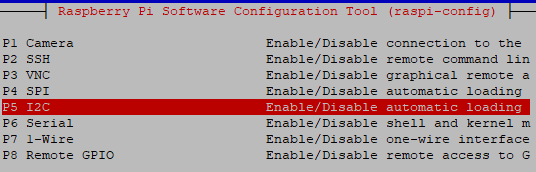 Raspberry Pi Software Configuration Tool (raspi-config)
P1 Camera Enable/Disable connection to the
P2 SSH Enable/Disable remote command lin
P3 VNC Enable/Disable graphical remote a
P4 SPI Enable/Disable automatic loading
P5 I2C Enable/Disable automatic loading
P6 Serial Enable/Disable shell and kernel m
P7 1-Wire Enable/Disable one-wire interface
P8 Remote GPIO Enable/Disable remote access to G